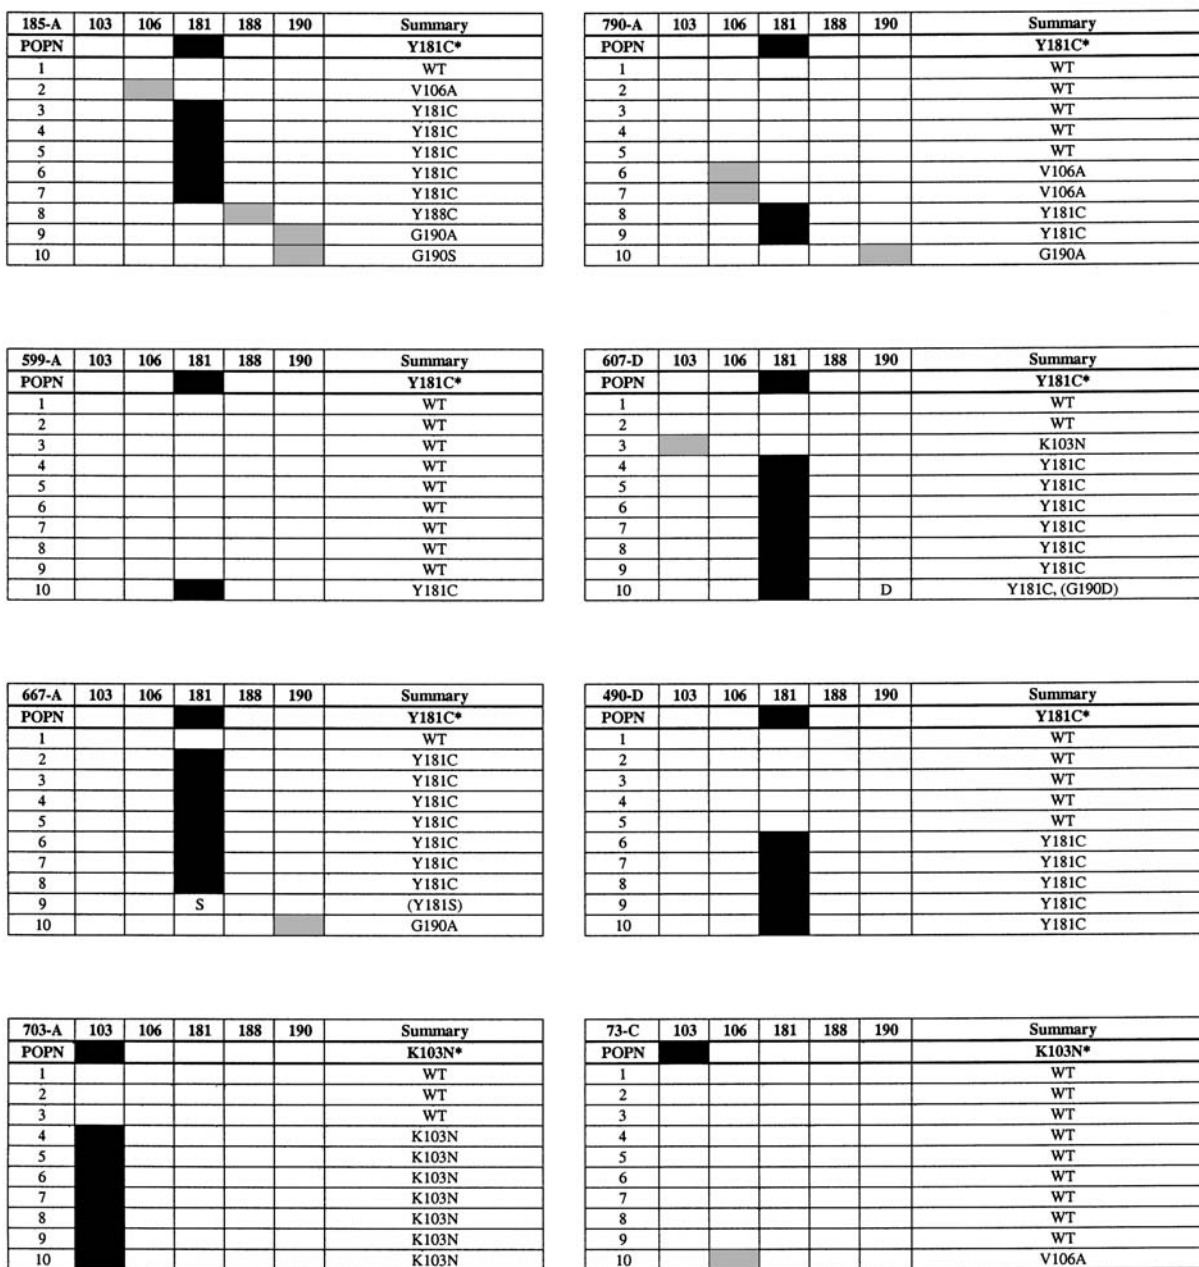 185-A 103 106 181 188 190 Summary
POPN Y181C*
1 WT
2 V106A
3 Y181C
4 Y181C
5 Y181C
6 Y181C
7 Y181C
8 Y188C
9 G190A
10 G190S
790-A 103 106 181 188 190 Summary
POPN Y181C*
1 WT
2 WT
3 WT
4 WT
5 WT
6 V106A
7 V106A
8 Y181C
9 Y181C
10 G190A
599-A 103 106 181 188 190 Summary
POPN Y181C*
1 WT
2 WT
3 WT
4 WT
5 WT
6 WT
7 WT
8 WT
9 WT
10 Y181C
607-D 103 106 181 188 190 Summary
POPN Y181C*
1 WT
2 WT
3 K103N
4 Y181C
5 Y181C
6 Y181C
7 Y181C
8 Y181C
9 Y181C
10 D Y181C, (G190D)
667-A 103 106 181 188 190 Summary
POPN Y181C*
1 WT
2 Y181C
3 Y181C
4 Y181C
5 Y181C
6 Y181C
7 Y181C
8 Y181C
9 S (Y181S)
10 G190A
490-D 103 106 181 188 190 Summary
POPN Y181C*
1 WT
2 WT
3 WT
4 WT
5 WT
6 Y181C
7 Y181C
8 Y181C
9 Y181C
10 Y181C
703-A 103 106 181 188 190 Summary
POPN K103N*
1 WT
2 WT
3 WT
4 K103N
5 K103N
6 K103N
7 K103N
8 K103N
9 K103N
10 K103N
73-C 103 106 181 188 190 Summary
POPN K103N*
1 WT
2 WT
3 WT
4 WT
5 WT
6 WT
7 WT
8 WT
9 WT
10 V106A